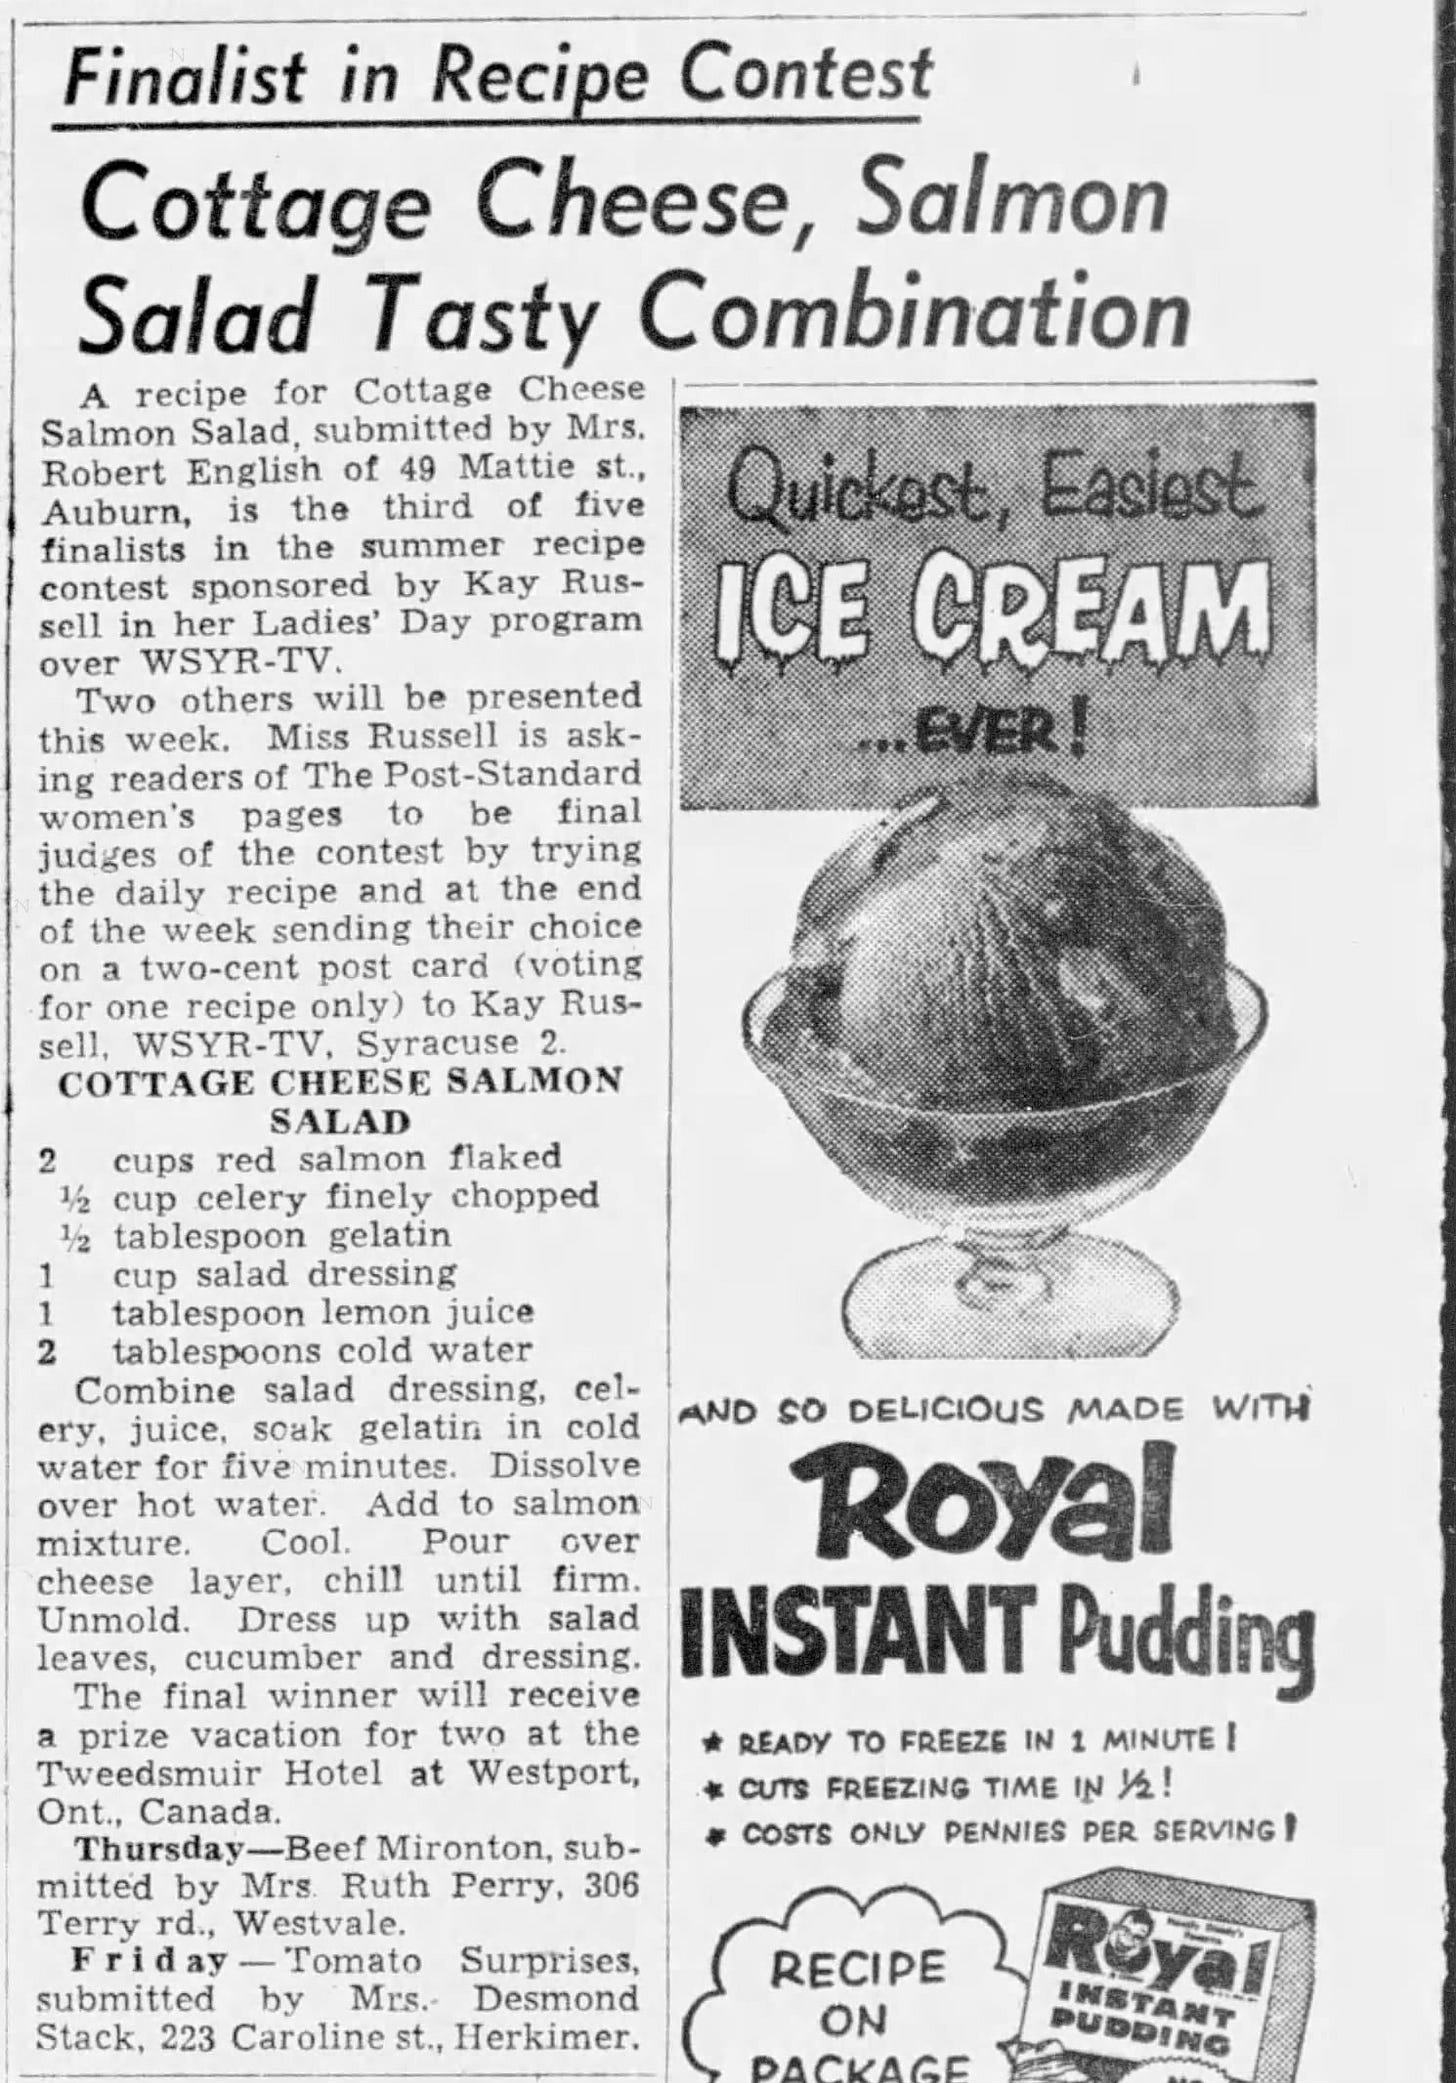 Finalist in Recipe Contest
Cottage Cheese, Salmon
Salad Tasty Combination
A recipe for Cottage Cheese
Salmon Salad, submitted by Mrs.
Robert English of 49 Mattie st.,
Auburn, is the third of five
finalists in the summer recipe
contest sponsored by Kay Rus-
sell in her Ladies' Day program
over WSYR-TV.
Two others will be presented
this week. Miss Russell is ask-
ing readers of The Post-Standard
women's pages to be final
judges of the contest by trying
the daily recipe and at the end
of the week sending their choice
on a two-cent post card (voting
for one recipe only) to Kay Rus-
sell, WSYR-TV, Syracuse 2.
COTTAGE CHEESE SALMON
SALAD
2 cups red salmon flaked
½ cup celery finely chopped
½ tablespoon gelatin
1 cup salad dressing
1 tablespoon lemon juice
2 tablespoons cold water
Combine salad dressing, cel-
ery, juice, soak gelatin in cold
water for five minutes. Dissolve
over hot water. Add to salmon
mixture. Cool. Pour over
cheese layer, chill until firm.
Unmold. Dress up with salad
leaves, cucumber and dressing.
The final winner will receive
a prize vacation for two at the
Tweedsmuir Hotel at Westport,
Ont., Canada.
Thursday—Beef Mironton, sub-
mitted by Mrs. Ruth Perry, 306
Terry rd., Westvale.
Friday—Tomato Surprises,
submitted by Mrs. Desmond
Stack, 223 Caroline st., Herkimer.
Quickest, Easiest
ICE CREAM
...EVER!
AND SO DELICIOUS MADE WITH
Royal
INSTANT Pudding
★ READY TO FREEZE IN 1 MINUTE!
★ CUTS FREEZING TIME IN ½!
★ COSTS ONLY PENNIES PER SERVING!
RECIPE
ON
PACKAGE
Royal
INSTANT
PUDDING
NO